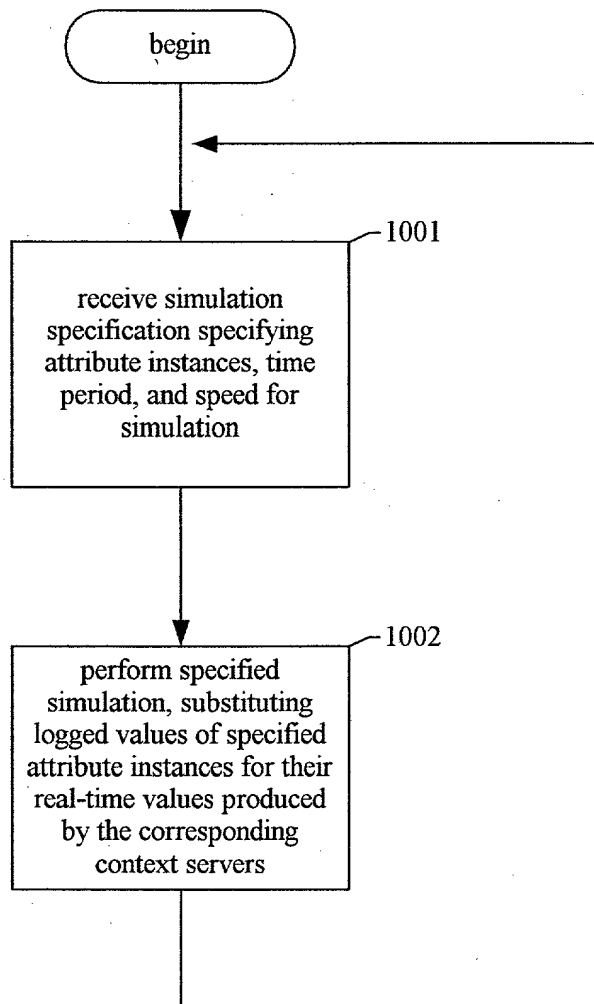 begin
1001
receive simulation
specification specifying
attribute instances, time
period, and speed for
simulation
1002
perform specified
simulation, substituting
logged values of specified
attribute instances for their
real-time values produced
by the corresponding
context servers